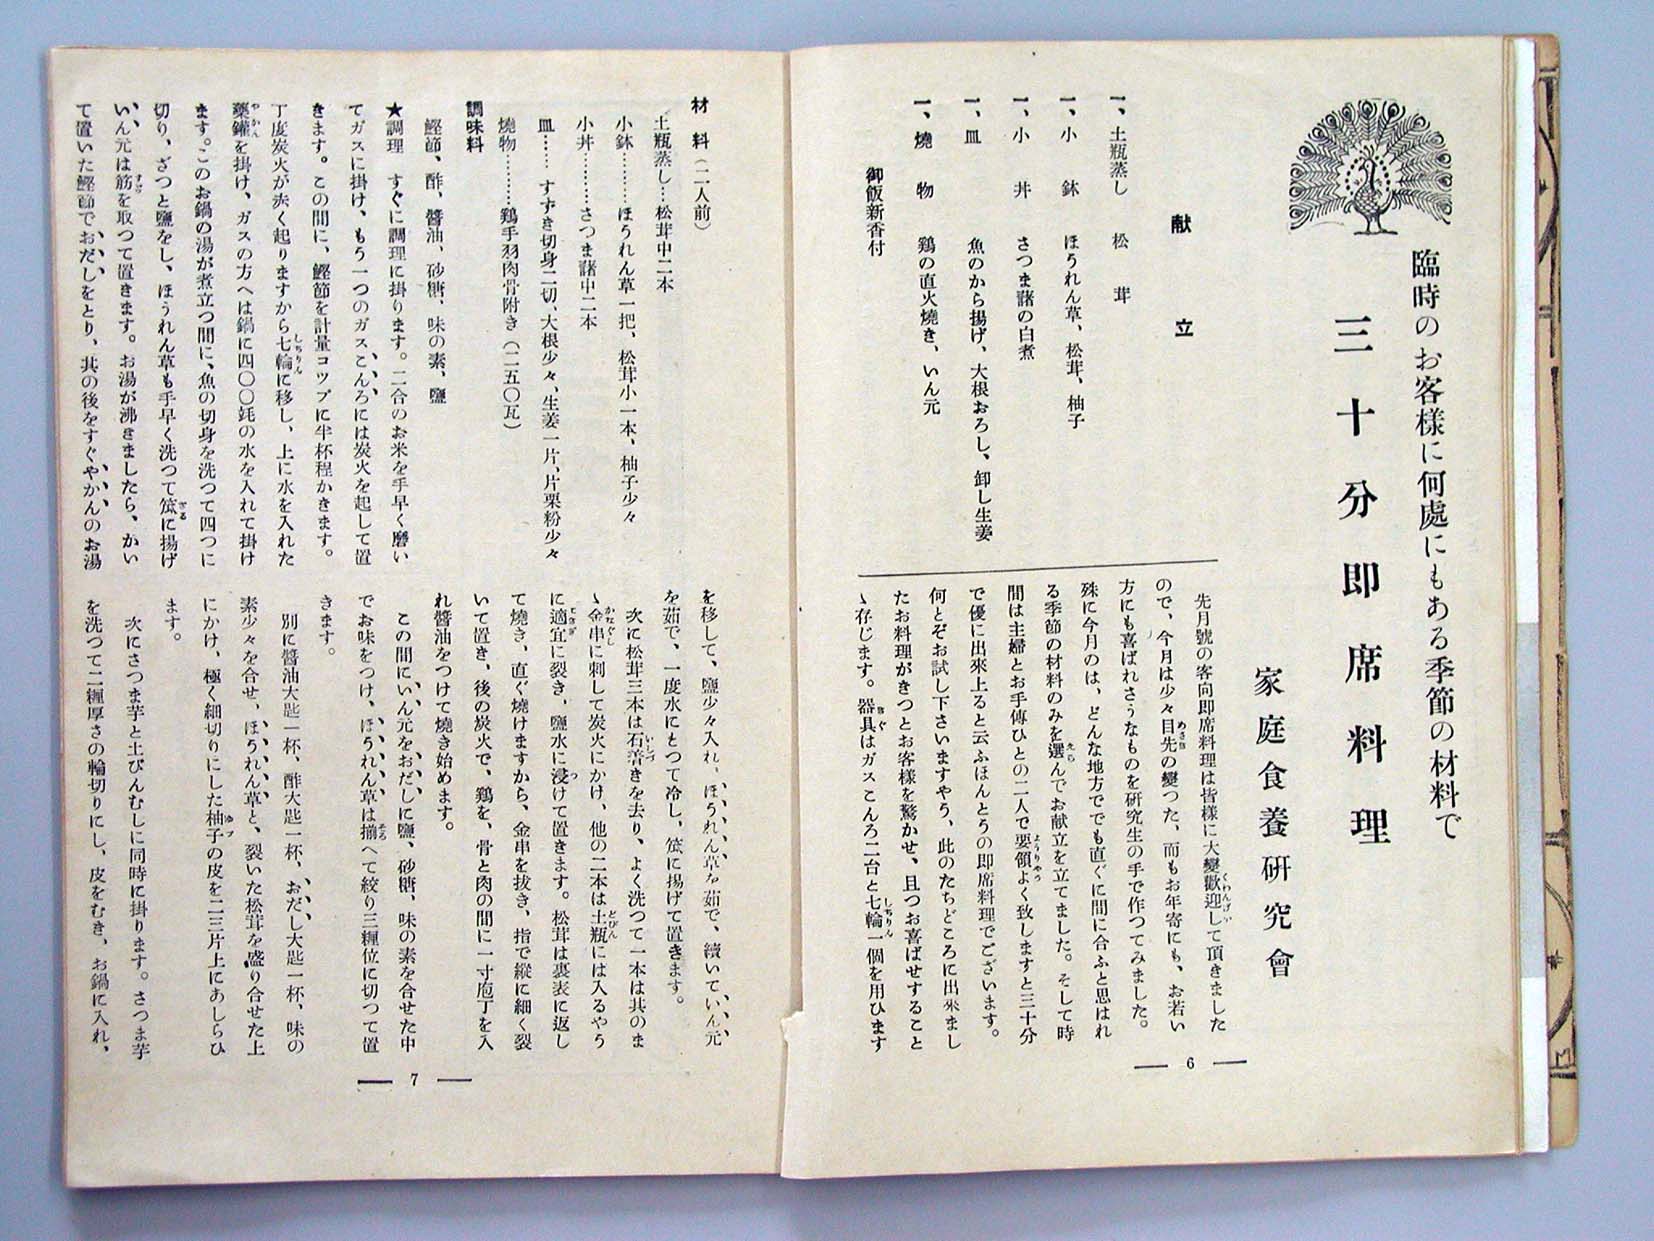 臨時のお客様に何處にもある季節の材料で
三十分即席料理
家庭食養研究會
献立
一、土瓶蒸し 松茸
一、小鉢 ほうれん草、松茸、柚子
一、小丼 さつま諸の白煮
一、皿 魚のから揚げ、大根おろし、卸し生姜
一、燒物 鶏の直火燒き、いん元
御飯新香付
先月號の客向即席料理は皆樣に大變歡迎して頂きました
ので、今月は少々目先の變つた、而もお年寄にも、お若い
方にも喜ばれさうなものを研究生の手で作つてみました。
殊に今月のは、どんな地方ででも直ぐに間に合ふと思はれ
る季節の材料のみを選んでお献立を立てました。そして時
間は主婦とお手傳ひとの二人で要領よく致しますと三十分
で優に出來上ると云ふほんとうの即席料理でございます。
何とぞお試し下さいますやう、此のたちどころに出來まし
たお料理がきつとお客樣を驚かせ、且つお喜ばせすること
ゝ存じます。器具はガスこんろ二台と七輪一個を用ひます
― 6 ―
材料(二人前)
土瓶蒸し…松茸中二本
小鉢………ほうれん草一把、松茸小一本、柚子少々
小丼………さつま諸中二本
皿……すずき切身二切、大根少々、生姜一片、片栗粉少々
燒物………鶏手羽肉骨附き(二五〇瓦)
調味料
鰹節、酢、醬油、砂糖、味の素、鹽
★調理 すぐに調理に掛ります。二合のお米を手早く磨い
てガスに掛け、もう一つのガスこんろには炭火を起して置
きます。この間に、鰹節を計量コツプに半杯程かきます。
丁度炭火が赤く起りますから七輪に移し、上に水を入れた
藥罐を掛け、ガスの方へは鍋に四〇〇竓の水を入れて掛け
ます。このお鍋の湯が煮立つ間に、魚の切身を洗つて四つに
切り、ざつと鹽をし、ほうれん草も手早く洗つて笊に揚げ
いん元は筋を取つて置きます。お湯が沸きましたら、かい
て置いた鰹節でおだしをとり、其の後をすぐやかんのお湯
を移して、鹽少々入れ、ほうれん草を茹で、續いていん元
を茹で、一度水にとつて冷し、笊に揚げて置きます。
次に松茸三本は石著きを去り、よく洗つて一本は其のま
ゝ金串に刺して炭火にかけ、他の二本は土瓶には入るやう
に適宜に裂き、鹽水に浸けて置きます。松茸は裏表に返し
て燒き、直ぐ燒けますから、金串を抜き、指で縱に細く裂
いて置き、後の炭火で、鶏を、骨と肉の間に一寸庖丁を入
れ醬油をつけて燒き始めます。
この間にいん元をおだしに鹽、砂糖、味の素を合せた中
でお味をつけ、ほうれん草は揃へて絞り三糎位に切つて置
きます。
別に醬油大匙一杯、酢大匙一杯、おだし大匙一杯、味の
素少々を合せ、ほうれん草と、裂いた松茸を盛り合せた上
にかけ、極く細切りにした柚子の皮を二三片上にあしらひ
ます。
次にさつま芋と土びんむしに同時に掛ります。さつま芋
を洗つて二糎厚さの輪切りにし、皮をむき、お鍋に入れ、
― 7 ―